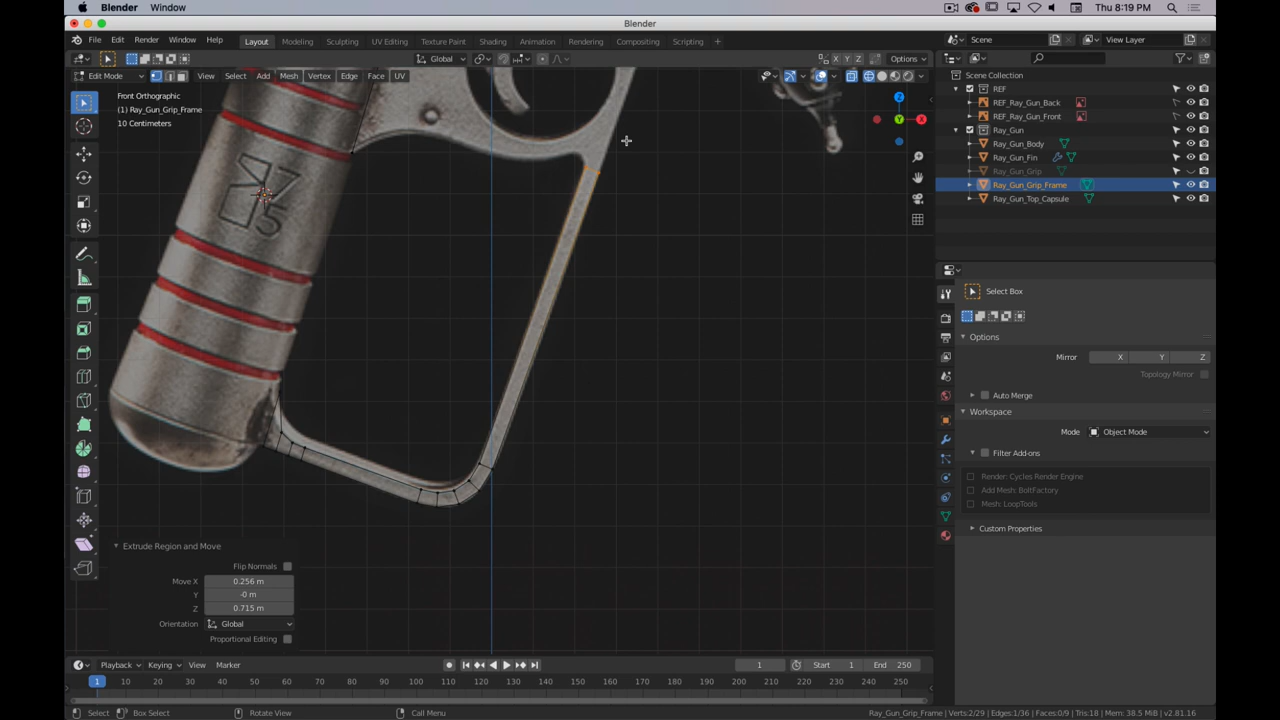 Blender Window
Thu 8:19 PM
Blender
File Edit Render Window Help
Layout Modeling Sculpting UV Editing Texture Paint Shading Animation Rendering Compositing Scripting +
Scene
View Layer
Global
X Y Z
Options
Edit Mode
View Select Add Mesh Vertex Edge Face UV
Front Orthographic
(1) Ray_Gun_Grip_Frame
10 Centimeters
Scene Collection
REF
REF_Ray_Gun_Back
REF_Ray_Gun_Front
Ray_Gun
Ray_Gun_Body
Ray_Gun_Fin
Ray_Gun_Grip
Ray_Gun_Grip_Frame
Ray_Gun_Top_Capsule
Select Box
Options
Mirror X Y Z
Topology Mirror
Auto Merge
Workspace
Mode Object Mode
Filter Add-ons
Render: Cycles Render Engine
Add Mesh: BoltFactory
Mesh: LoopTools
Custom Properties
Extrude Region and Move
Flip Normals
Move X 0.256 m
Y -0 m
Z 0.715 m
Orientation Global
Proportional Editing
Playback Keying View Marker
1
Start 1
End 250
1 10 20 30 40 50 60 70 80 90 100 110 120 130 140 150 160 170 180 190 200 210 220 230 240 250
Select Box Select Rotate View Call Menu
Ray_Gun_Grip_Frame | Verts:2/29 | Edges:1/36 | Faces:0/9 | Tris:18 | Mem: 38.5 MiB | v2.81.16